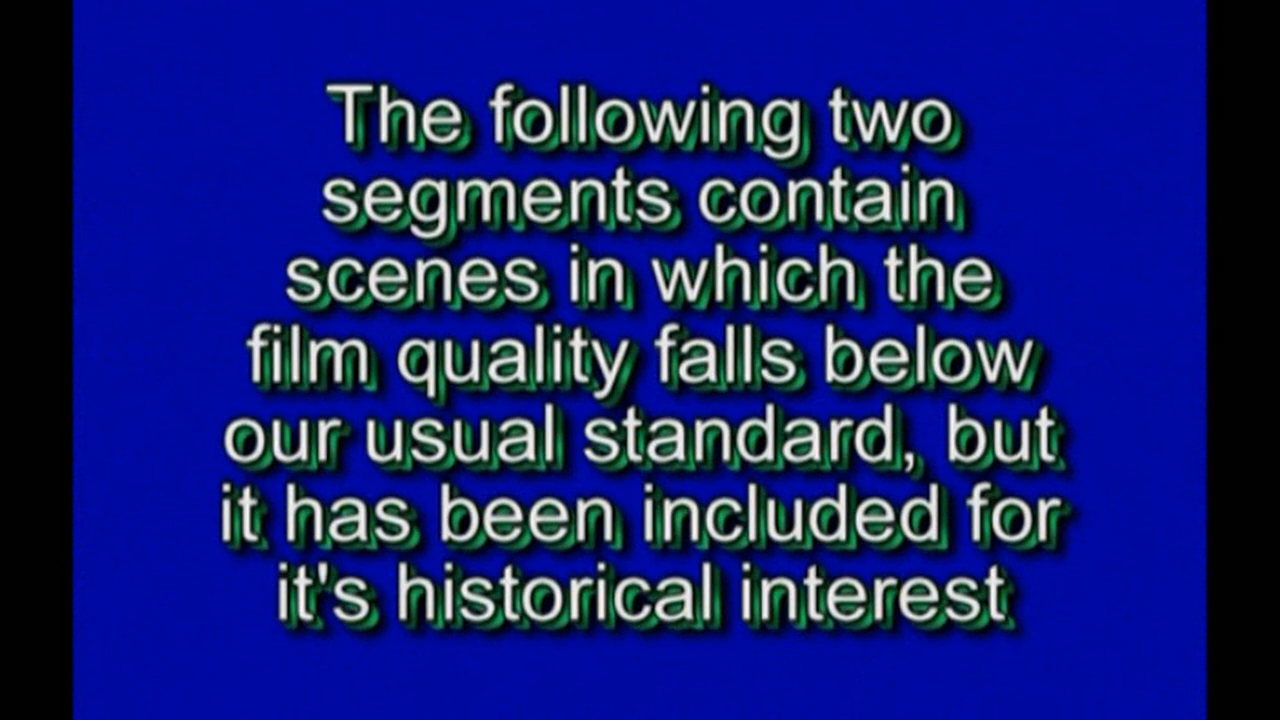 The following two
segments contain
scenes in which the
film quality falls below
our usual standard, but
it has been included for
it's historical interest